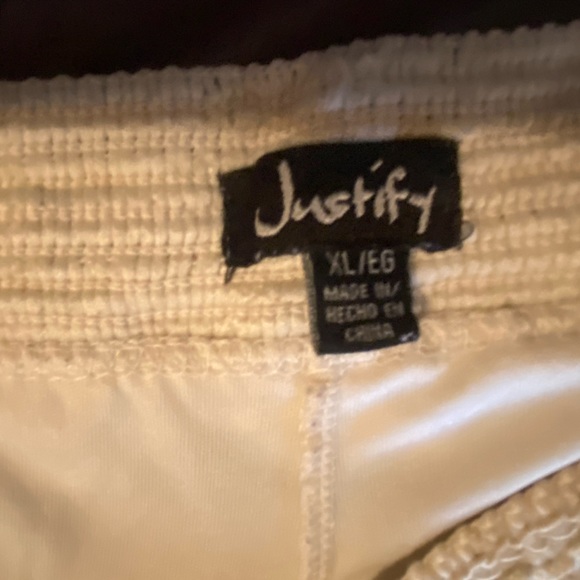 Justify
XL/EG
MADE IN/
HECHO EN
CHINA